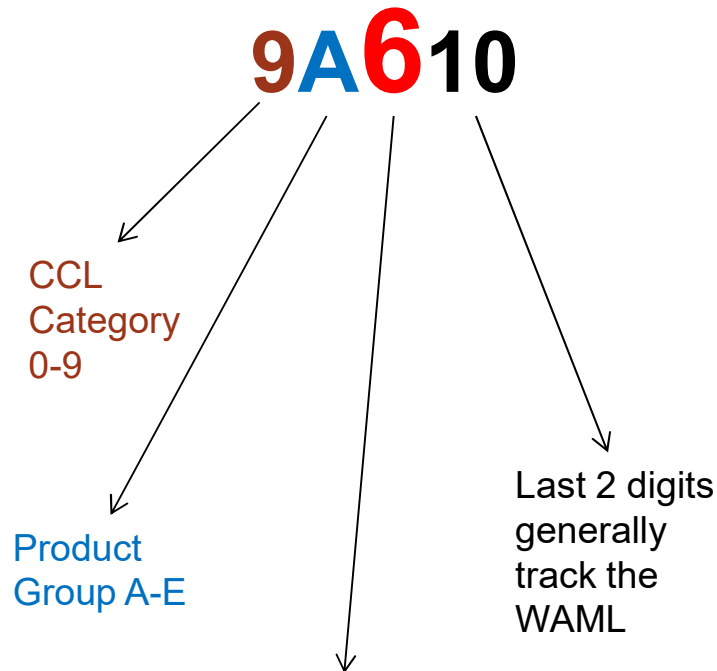 9A610
CCL
Category
0-9
Product
Group A-E
Last 2 digits
generally
track the
WAML